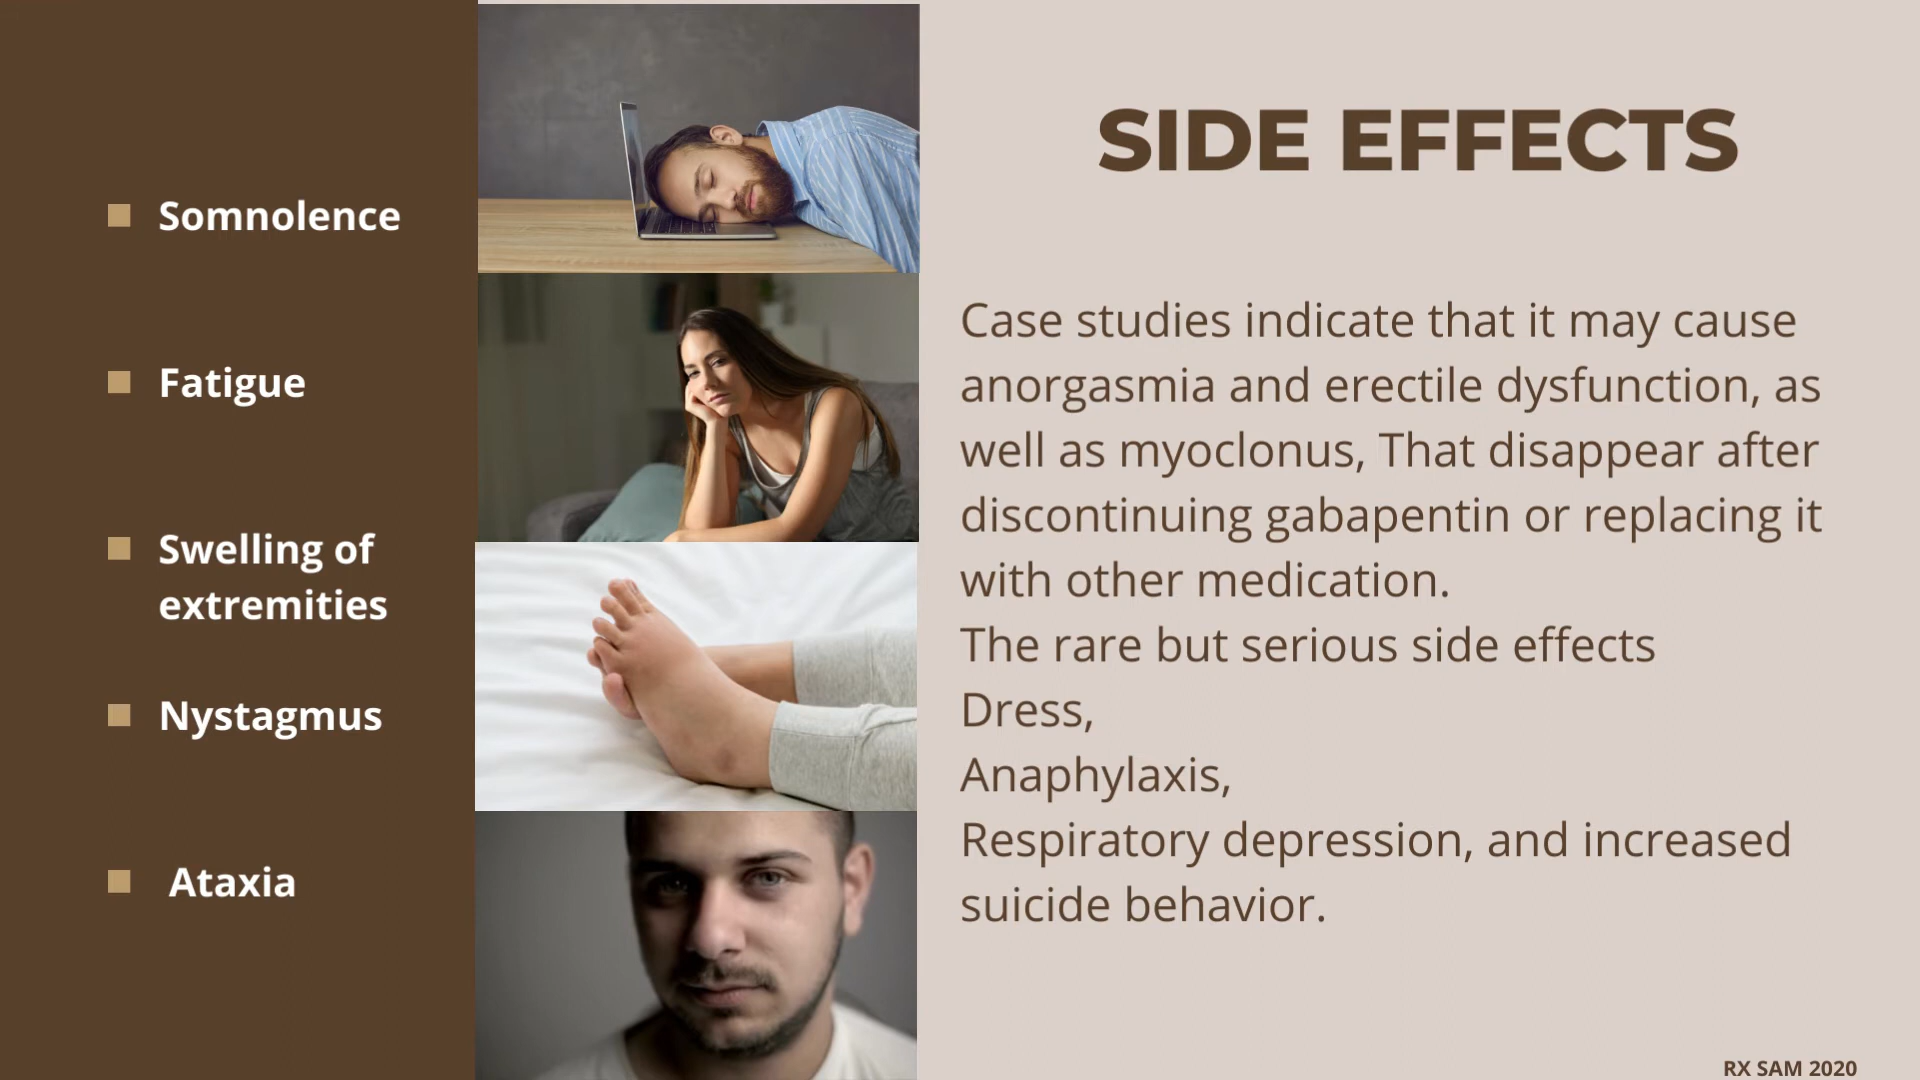 Somnolence
Fatigue
Swelling of
extremities
Nystagmus
Ataxia
SIDE EFFECTS
Case studies indicate that it may cause
anorgasmia and erectile dysfunction, as
well as myoclonus, That disappear after
discontinuing gabapentin or replacing it
with other medication.
The rare but serious side effects
Dress,
Anaphylaxis,
Respiratory depression, and increased
suicide behavior.
RX SAM 2020